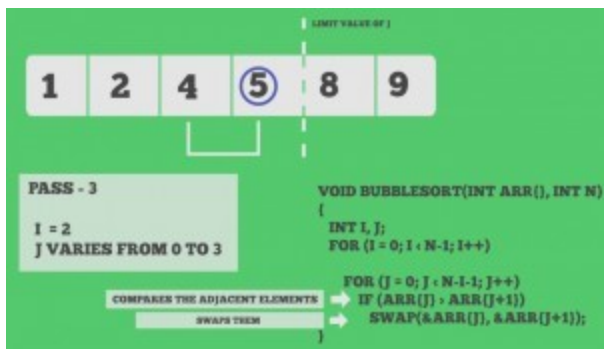 LIMIT VALUE OF J
1 2 4 5 8 9
PASS - 3
I = 2
J VARIES FROM 0 TO 3
VOID BUBBLESORT(INT ARR(), INT N)
{
INT I, J;
FOR (I = 0; I < N-1; I++)
FOR (J = 0; J < N-I-1; J++)
COMPARES THE ADJACENT ELEMENTS
IF (ARR(J) > ARR(J+1))
SWAPS THEM
SWAP(&ARR(J), &ARR(J+1));
}